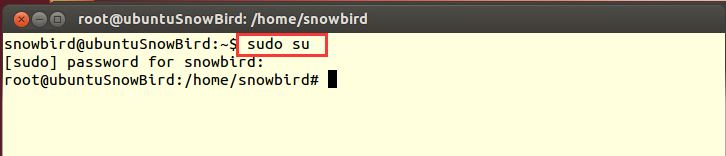 root@ubuntuSnowBird: /home/snowbird
snowbird@ubuntuSnowBird:~$ sudo su
[sudo] password for snowbird:
root@ubuntuSnowBird:/home/snowbird#